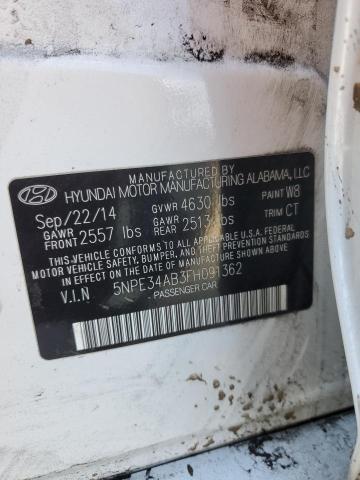 MANUFACTURED BY
HYUNDAI MOTOR MANUFACTURING ALABAMA, LLC
Sep/22/14 GVWR 4630 lbs PAINT W8
GAWR FRONT 2557 lbs GAWR REAR 2513 lbs TRIM CT
THIS VEHICLE CONFORMS TO ALL APPLICABLE U.S.A. FEDERAL
MOTOR VEHICLE SAFETY, BUMPER, AND THEFT PREVENTION STANDARDS
IN EFFECT ON THE DATE OF MANUFACTURE SHOWN ABOVE.
V.I.N 5NPE34AB3FH091362
- PASSENGER CAR -